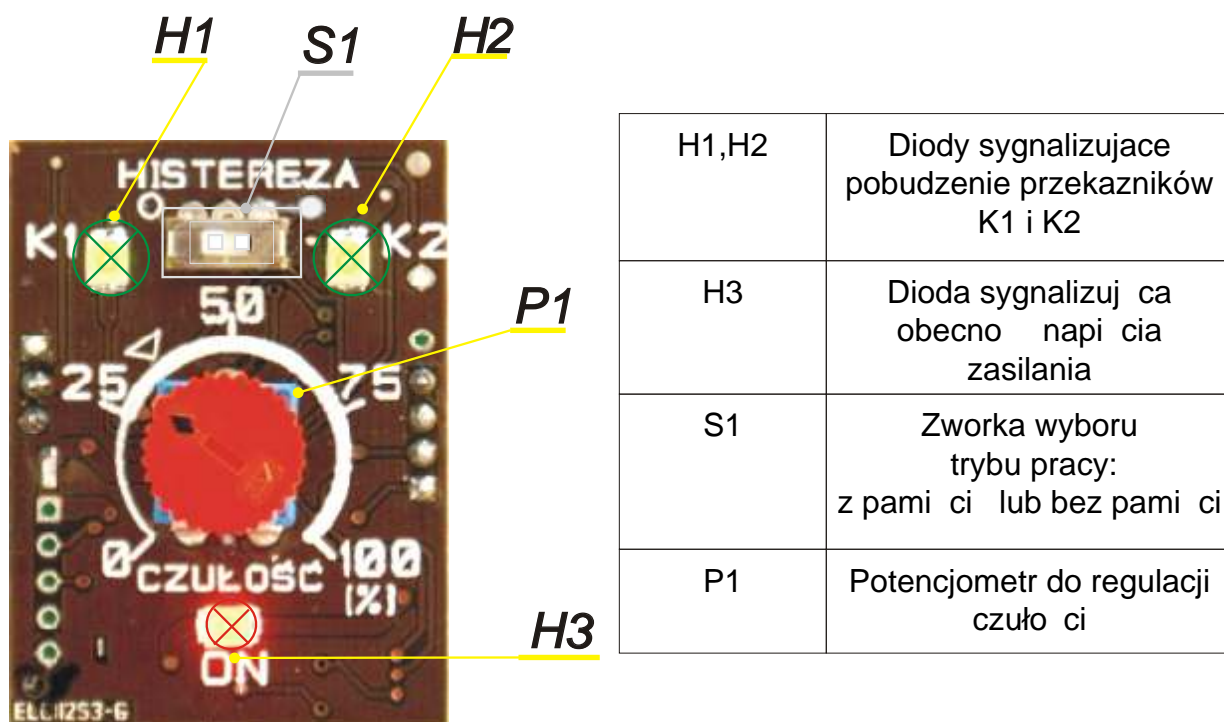 H1
S1
H2
HISTEREZA
K1
K2
50
P1
25
75
0
100
CZUŁOŚĆ
[%]
H3
ON
H1,H2
Diody sygnalizujace
pobudzenie przekazników
K1 i K2
H3
Dioda sygnalizuj ca
obecno napi cia
zasilania
S1
Zworka wyboru
trybu pracy:
z pami ci lub bez pami ci
P1
Potencjometr do regulacji
czuło ci